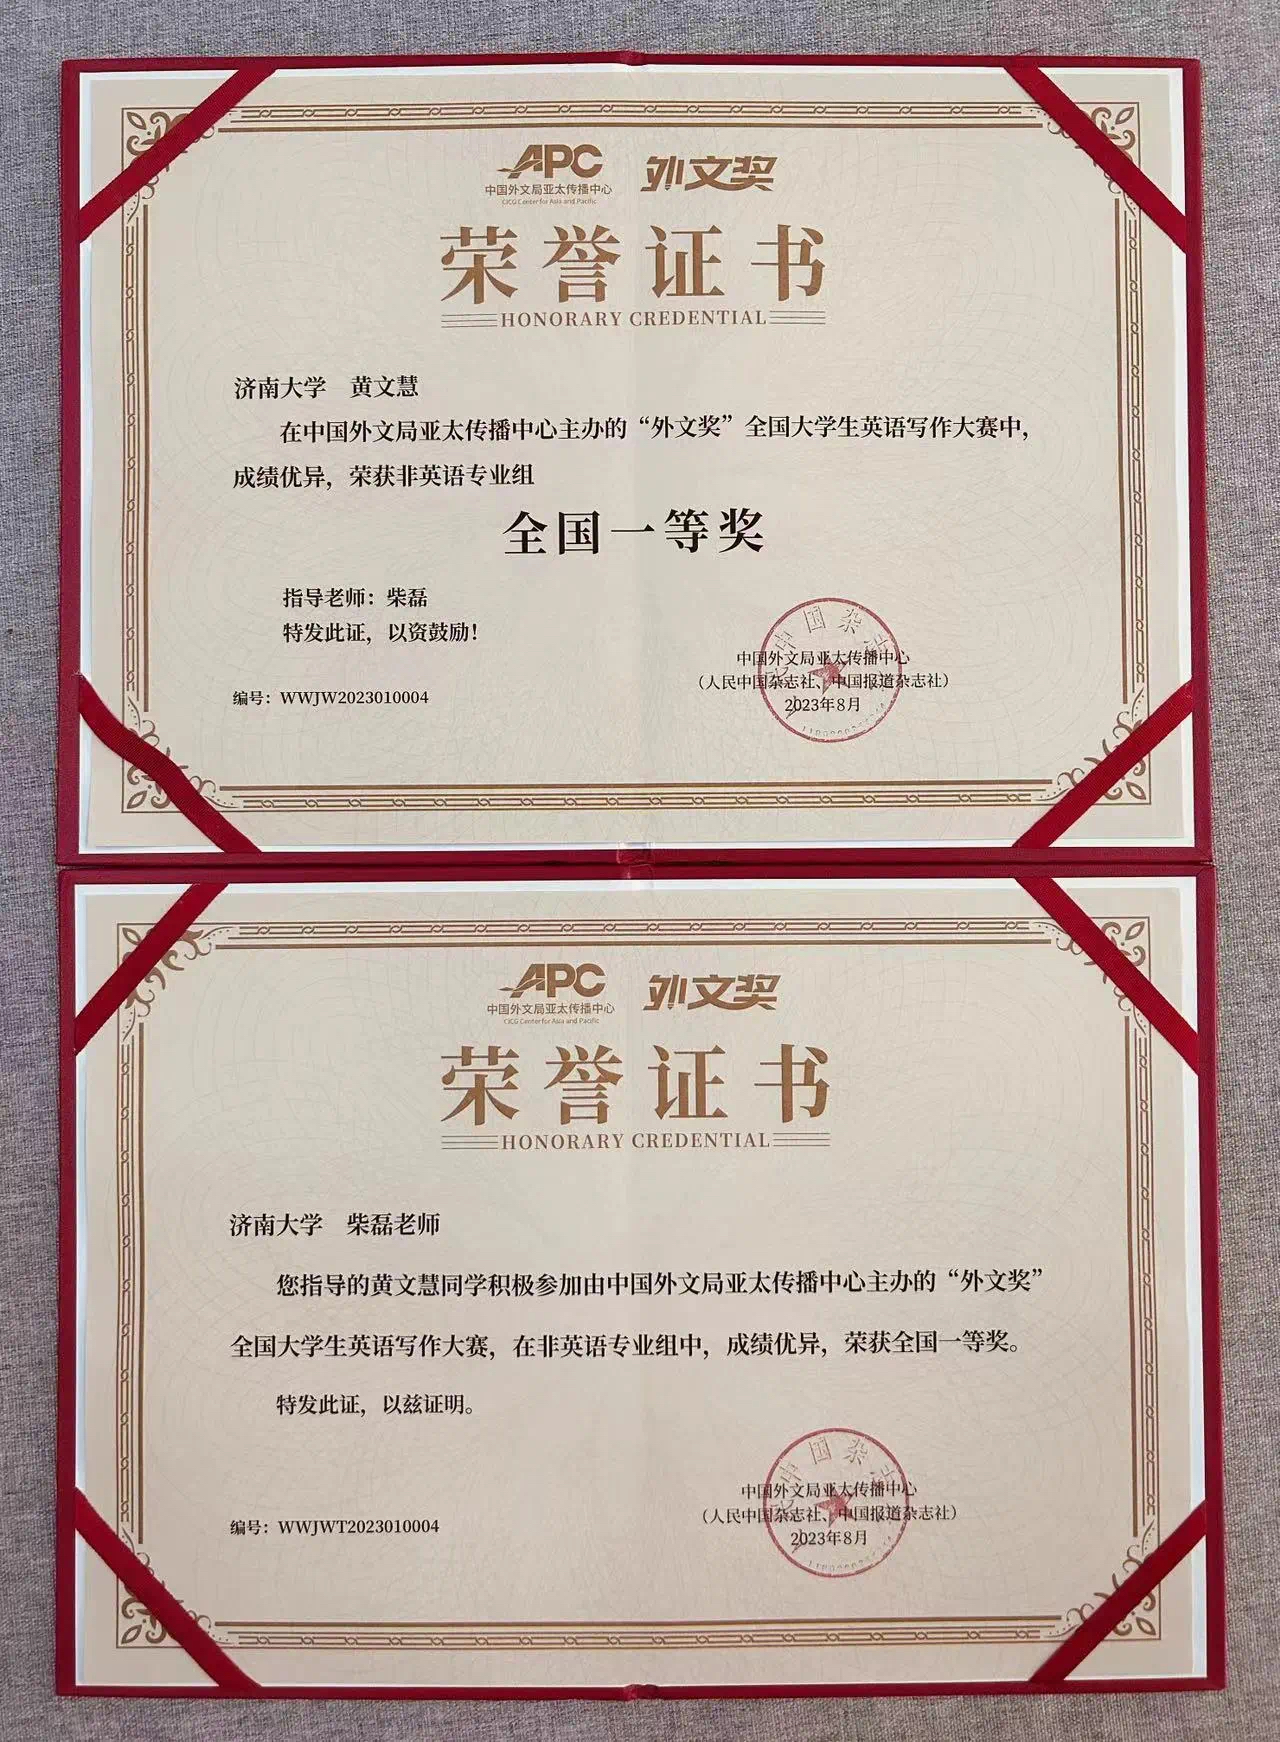 APC
外文奖
中国外文局亚太传播中心
CICG Center for Asia and Pacific
荣誉证书
HONORARY CREDENTIAL
济南大学 黄文慧
在中国外文局亚太传播中心主办的“外文奖”全国大学生英语写作大赛中，
成绩优异，荣获非英语专业组
全国一等奖
指导老师：柴磊
特发此证，以资鼓励！
中国外文局亚太传播中心
（人民中国杂志社、中国报道杂志社）
编号：WWJW2023010004
2023年8月
APC
外文奖
中国外文局亚太传播中心
CICG Center for Asia and Pacific
荣誉证书
HONORARY CREDENTIAL
济南大学 柴磊老师
您指导的黄文慧同学积极参加由中国外文局亚太传播中心主办的“外文奖”
全国大学生英语写作大赛，在非英语专业组中，成绩优异，荣获全国一等奖。
特发此证，以兹证明。
中国外文局亚太传播中心
（人民中国杂志社、中国报道杂志社）
编号：WWJWT2023010004
2023年8月